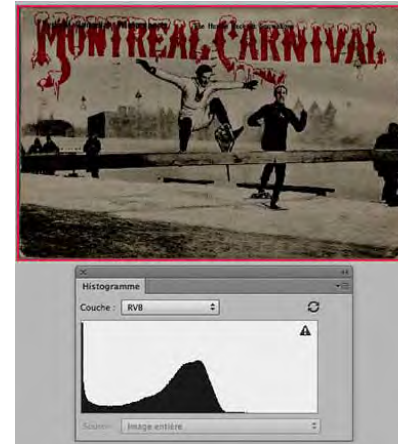 MONTREAL CARNIVAL
Histogramme
Couche : RVB
Source : Image entière